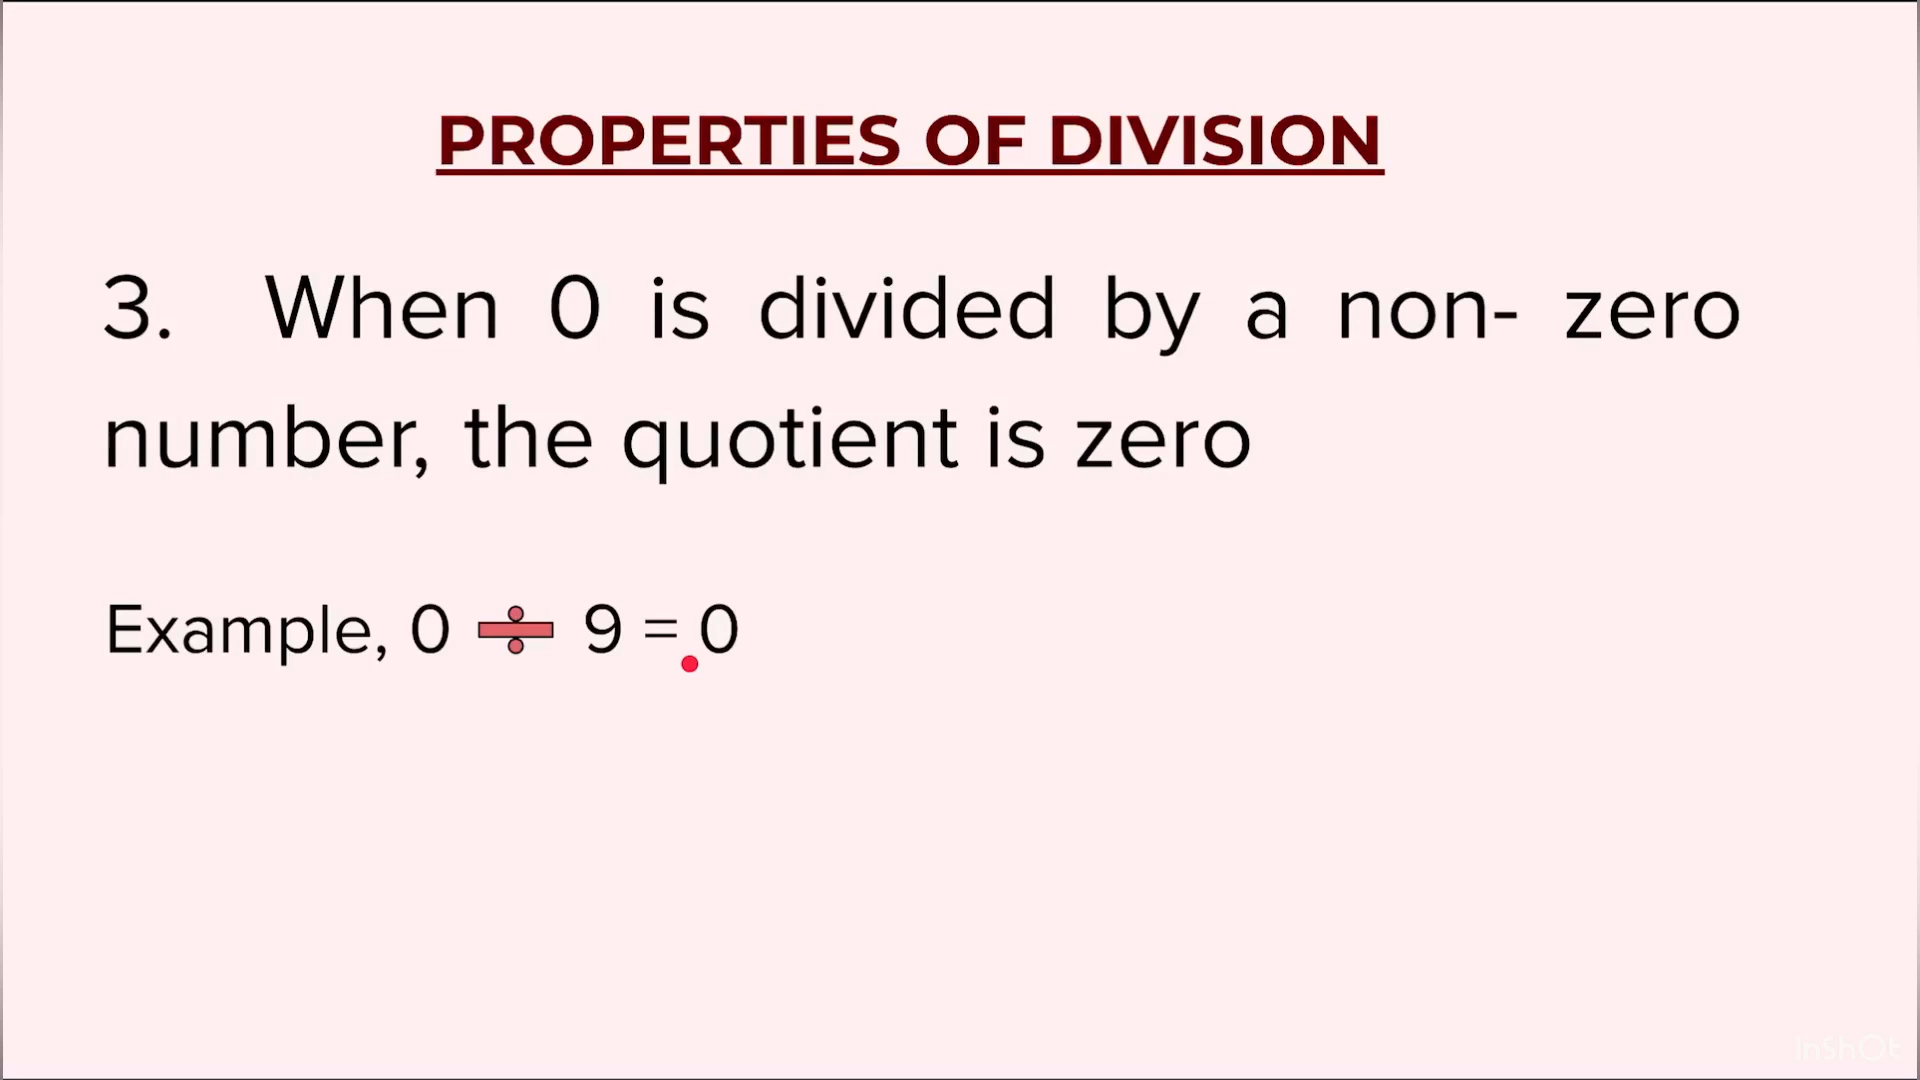 PROPERTIES OF DIVISION
3. When 0 is divided by a non- zero
number, the quotient is zero
Example, 0 ÷ 9 = 0
InShOt